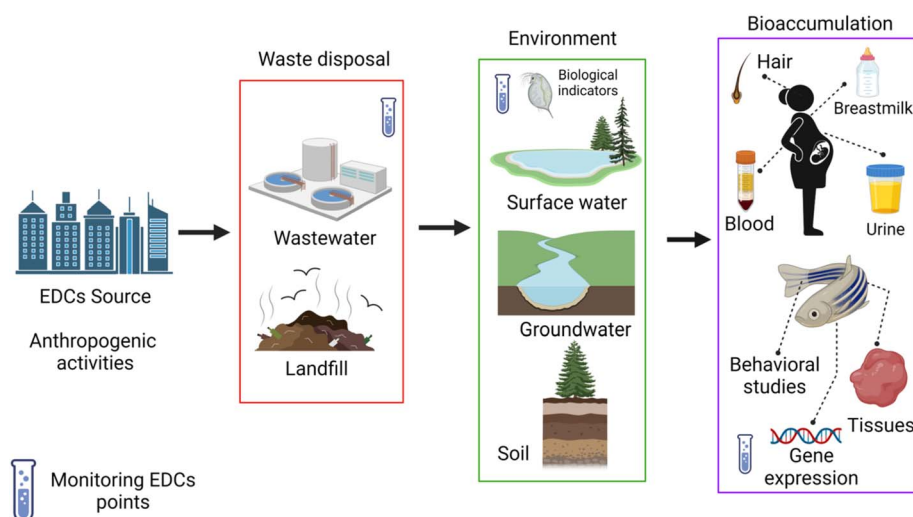 EDCs Source
Anthropogenic
activities
Monitoring EDCs
points
Waste disposal
Wastewater
Landfill
Environment
Biological
indicators
Surface water
Groundwater
Soil
Bioaccumulation
Hair
Breastmilk
Blood
Urine
Behavioral
studies
Tissues
Gene
expression